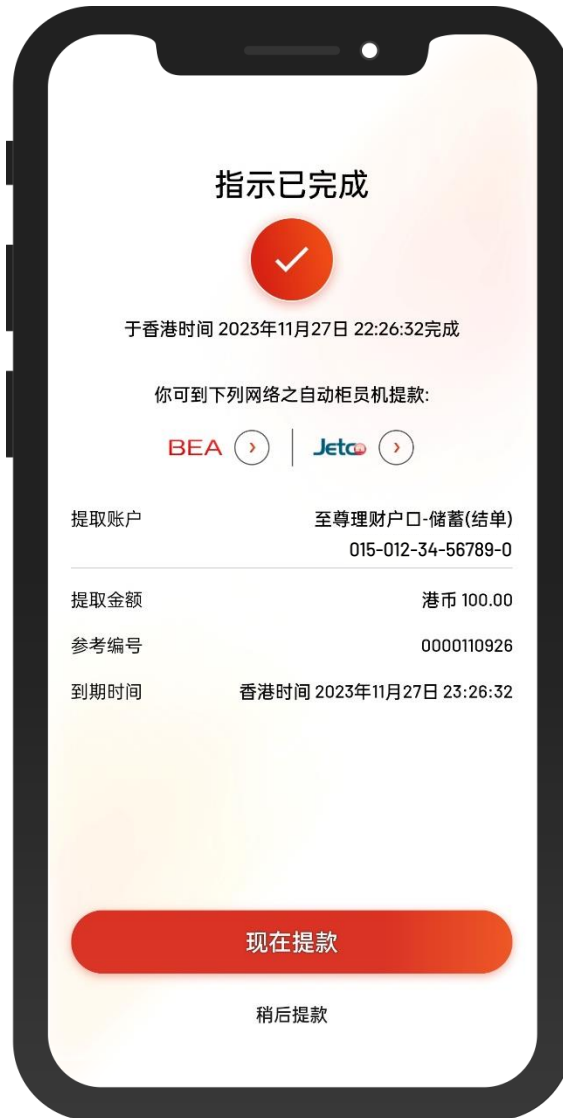 指示已完成
于香港时间 2023年11月27日 22:26:32完成
你可到下列网络之自动柜员机提款:
BEA Jetco
提取账户 至尊理财户口-储蓄(结单)
015-012-34-56789-0
提取金额 港币 100.00
参考编号 0000110926
到期时间 香港时间 2023年11月27日 23:26:32
现在提款
稍后提款